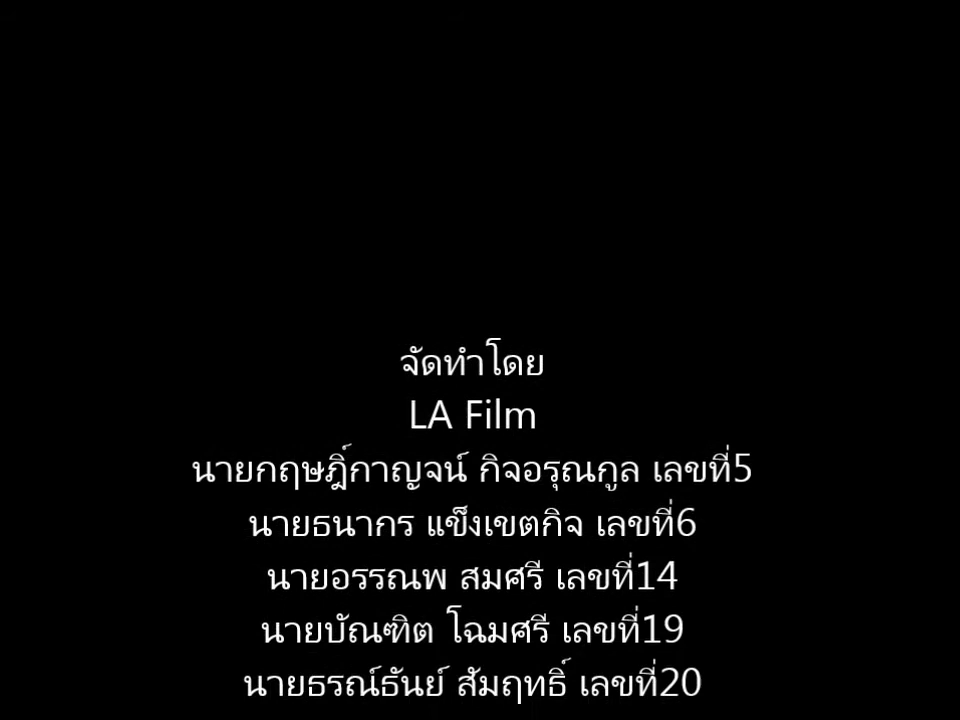 จัดทำโดย
LA Film
นายกฤษฎิ์กาญจน์ กิจอรุณกูล เลขที่5
นายธนากร แข็งเขตกิจ เลขที่6
นายอรรณพ สมศรี เลขที่14
นายบัณฑิต โฉมศรี เลขที่19
นายธรณ์ธันย์ สัมฤทธิ์ เลขที่20